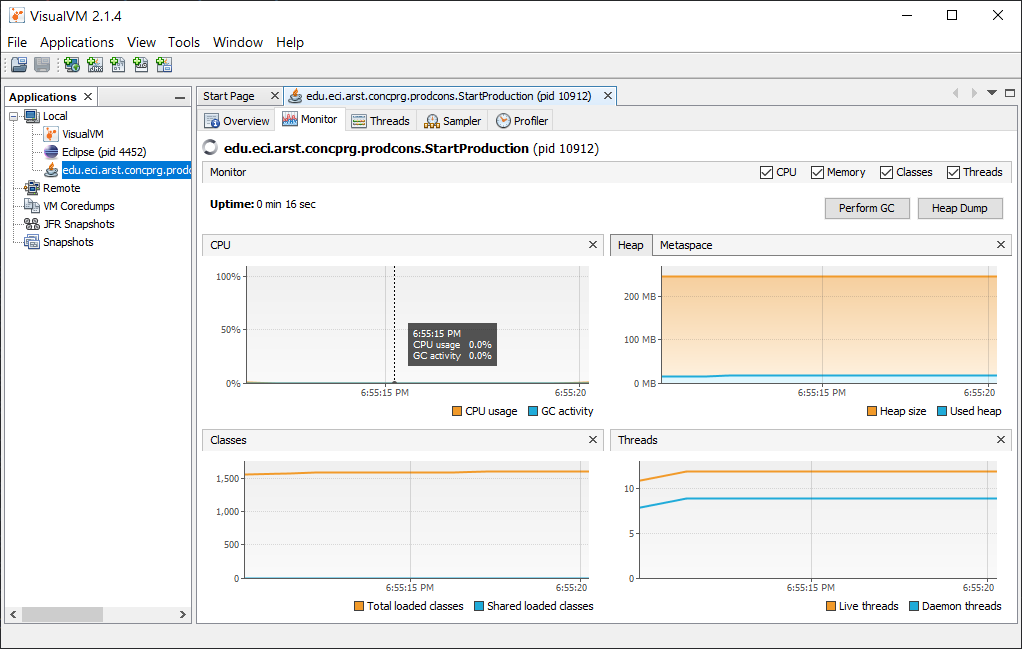 VisualVM 2.1.4
File Applications View Tools Window Help
Applications
Local
VisualVM
Eclipse (pid 4452)
edu.eci.arst.concprg.prodc
Remote
VM Coredumps
JFR Snapshots
Snapshots
Start Page
edu.eci.arst.concprg.prodcons.StartProduction (pid 10912)
Overview Monitor Threads Sampler Profiler
edu.eci.arst.concprg.prodcons.StartProduction (pid 10912)
Monitor
CPU Memory Classes Threads
Uptime: 0 min 16 sec
Perform GC Heap Dump
CPU
100%
50%
0%
6:55:15 PM
CPU usage 0.0%
GC activity 0.0%
6:55:15 PM 6:55:20
CPU usage GC activity
Heap Metaspace
200 MB
100 MB
0 MB
6:55:15 PM 6:55:20
Heap size Used heap
Classes
1,500
1,000
500
0
6:55:15 PM 6:55:20
Total loaded classes Shared loaded classes
Threads
10
5
0
6:55:15 PM 6:55:20
Live threads Daemon threads